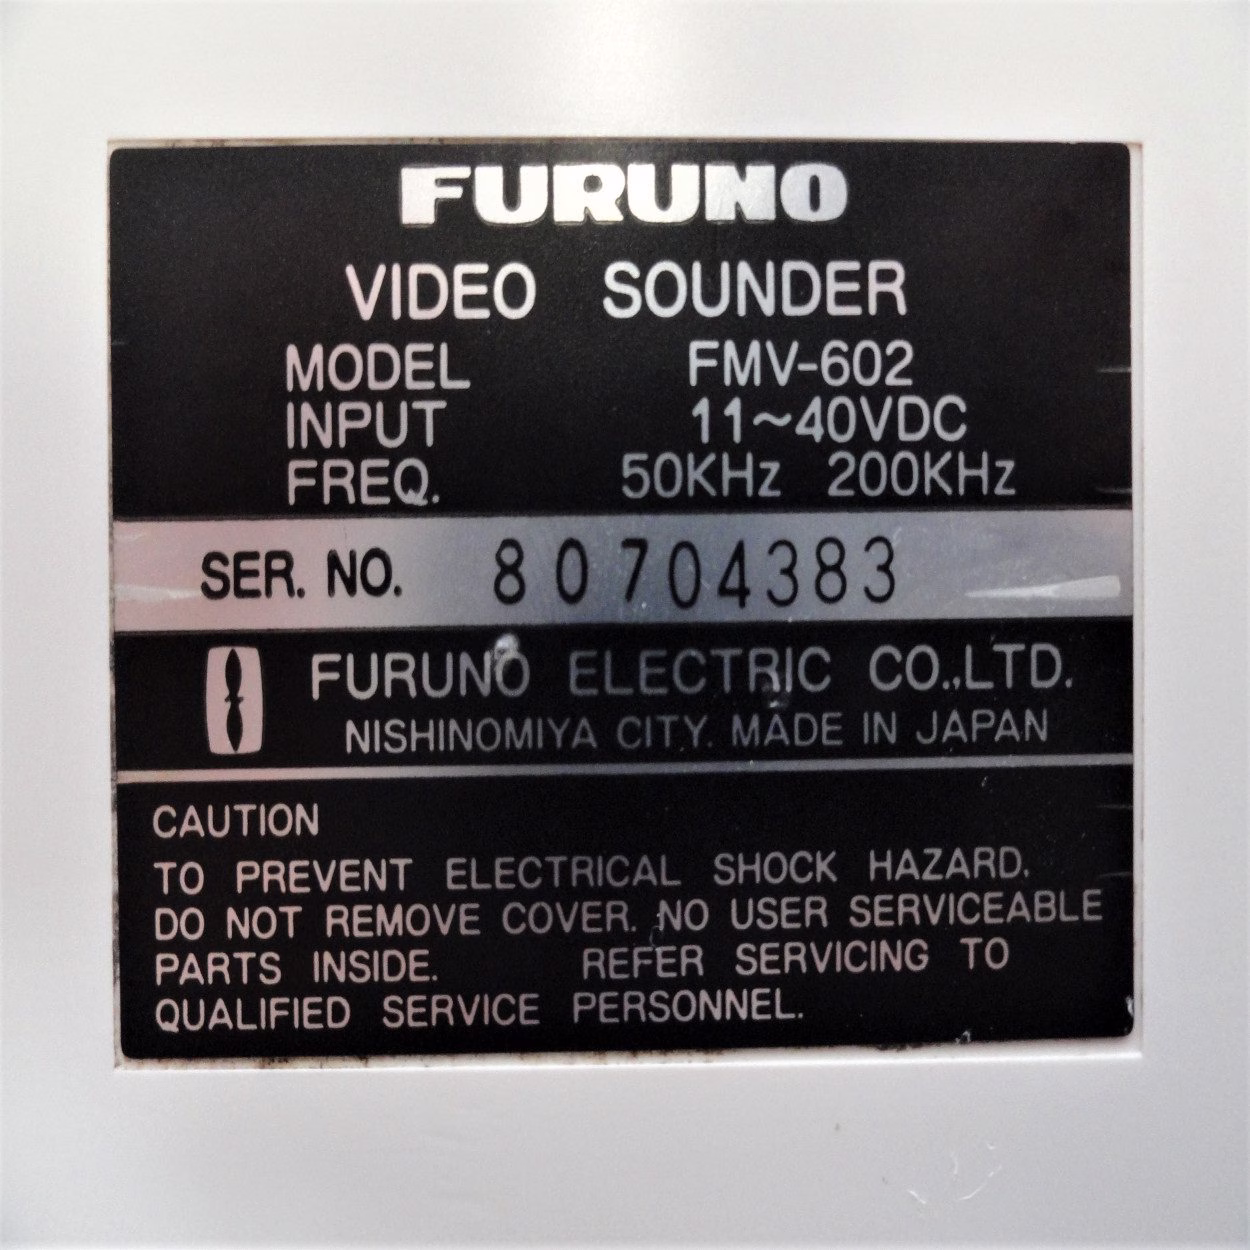 FURUNO
VIDEO SOUNDER
MODEL FMV-602
INPUT 11~40VDC
FREQ. 50KHz 200KHz
SER. NO. 80704383
FURUNO ELECTRIC CO.,LTD.
NISHINOMIYA CITY. MADE IN JAPAN
CAUTION
TO PREVENT ELECTRICAL SHOCK HAZARD.
DO NOT REMOVE COVER. NO USER SERVICEABLE
PARTS INSIDE. REFER SERVICING TO
QUALIFIED SERVICE PERSONNEL.